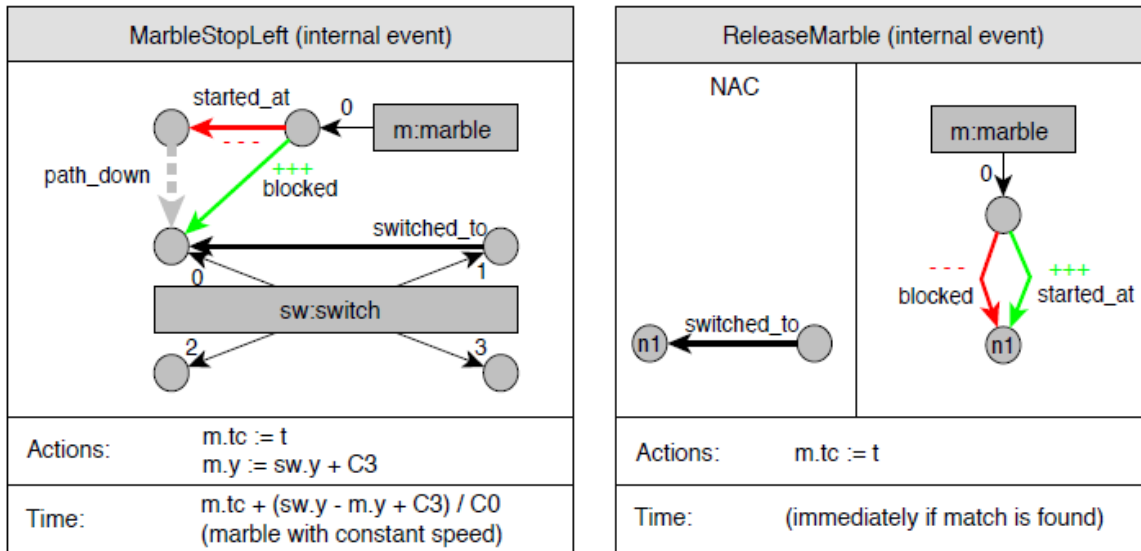 MarbleStopLeft (internal event)
started_at
0
m:marble
- - -
path_down
+++
blocked
switched_to
0
1
sw:switch
2
3
Actions:
m.tc := t
m.y := sw.y + C3
Time:
m.tc + (sw.y - m.y + C3) / C0
(marble with constant speed)
ReleaseMarble (internal event)
NAC
m:marble
0
- - -
+++
blocked
started_at
switched_to
n1
n1
Actions:
m.tc := t
Time:
(immediately if match is found)